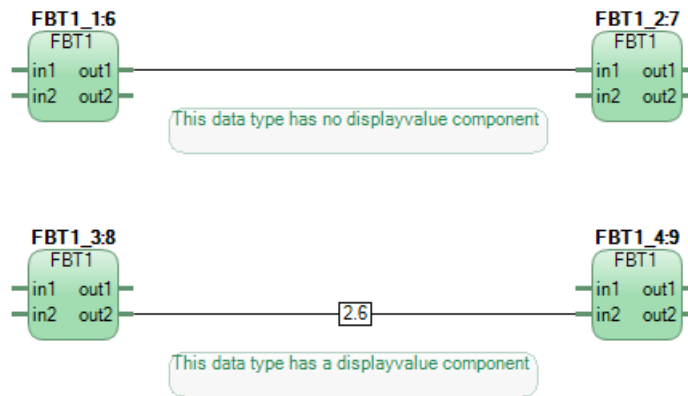 FBT1_1:6 FBT1_2:7
FBT1 FBT1
in1 out1 in1 out1
in2 out2 in2 out2
This data type has no displayvalue component
FBT1_3:8 FBT1_4:9
FBT1 FBT1
in1 out1 in1 out1
in2 out2 2.6 in2 out2
This data type has a displayvalue component